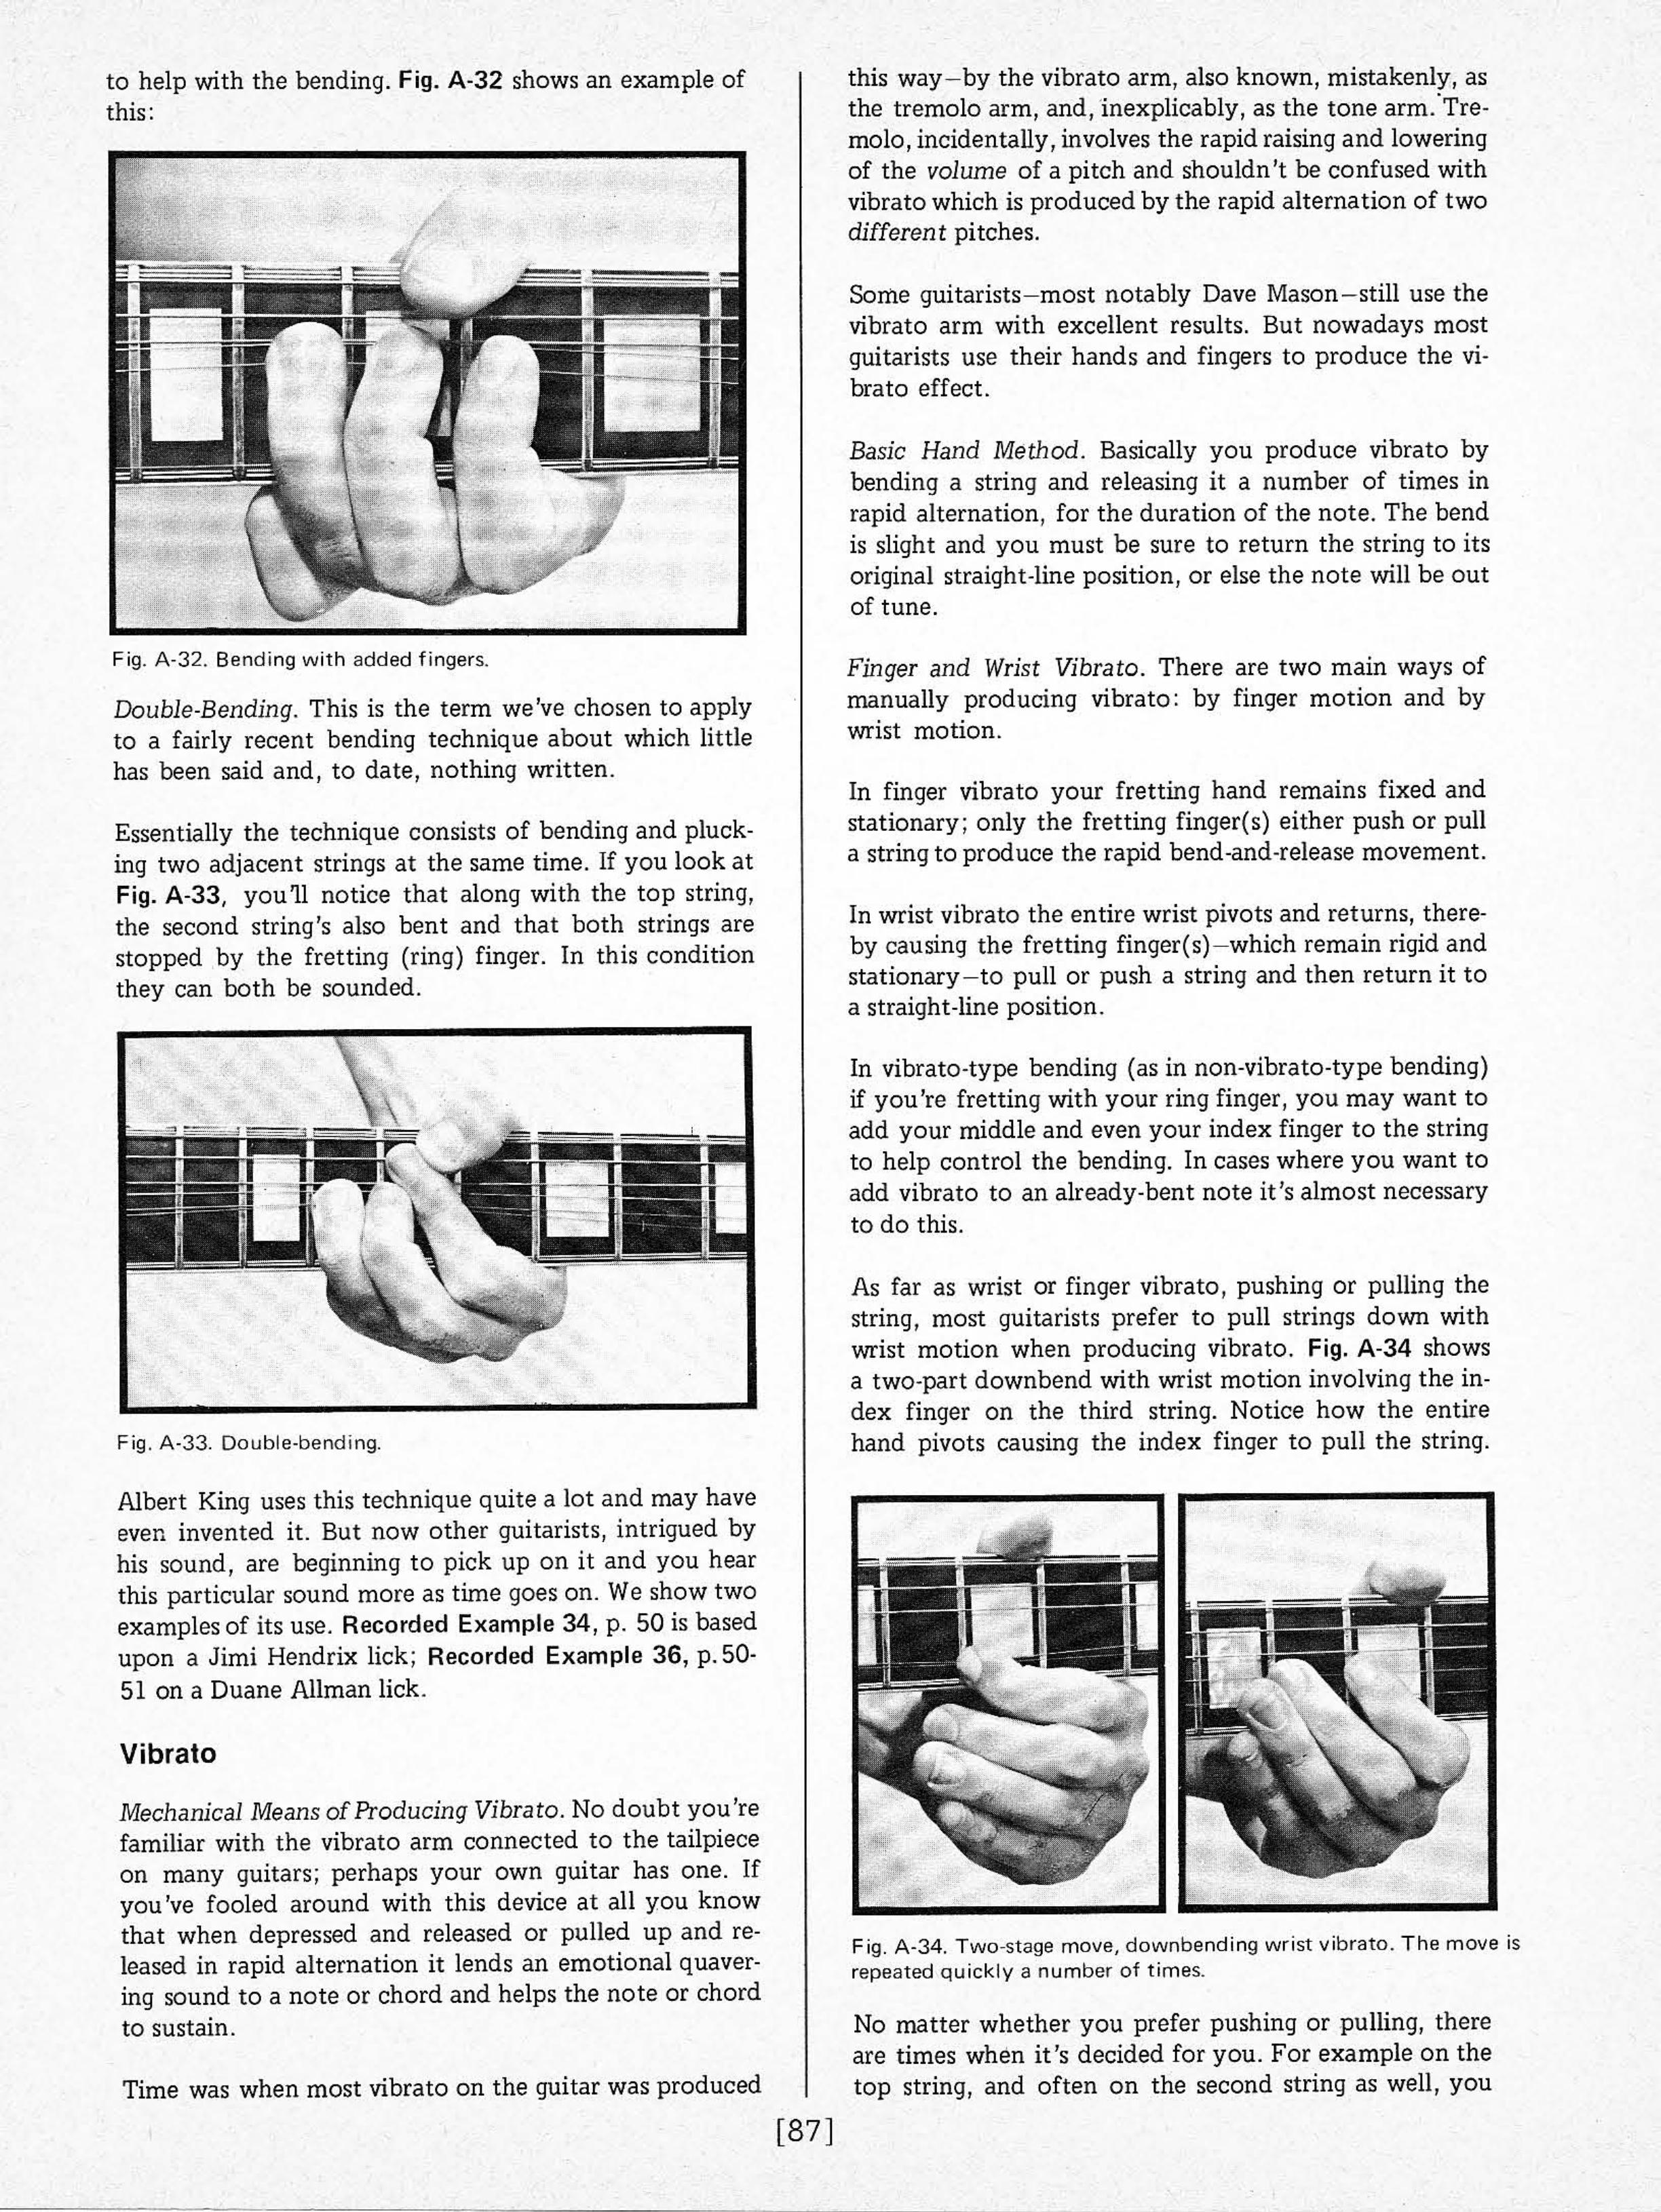 to help with the bending. Fig. A-32 shows an example of
this:
Fig. A-32. Bending with added fingers.
Double-Bending. This is the term we've chosen to apply
to a fairly recent bending technique about which little
has been said and, to date, nothing written.
Essentially the technique consists of bending and pluck-
ing two adjacent strings at the same time. If you look at
Fig. A-33, you'll notice that along with the top string,
the second string's also bent and that both strings are
stopped by the fretting (ring) finger. In this condition
they can both be sounded.
Fig. A-33. Double-bending.
Albert King uses this technique quite a lot and may have
even invented it. But now other guitarists, intrigued by
his sound, are beginning to pick up on it and you hear
this particular sound more as time goes on. We show two
examples of its use. Recorded Example 34, p. 50 is based
upon a Jimi Hendrix lick; Recorded Example 36, p. 50-
51 on a Duane Allman lick.
Vibrato
Mechanical Means of Producing Vibrato. No doubt you're
familiar with the vibrato arm connected to the tailpiece
on many guitars; perhaps your own guitar has one. If
you've fooled around with this device at all you know
that when depressed and released or pulled up and re-
leased in rapid alternation it lends an emotional quaver-
ing sound to a note or chord and helps the note or chord
to sustain.
Time was when most vibrato on the guitar was produced
this way—by the vibrato arm, also known, mistakenly, as
the tremolo arm, and, inexplicably, as the tone arm. Tre-
molo, incidentally, involves the rapid raising and lowering
of the volume of a pitch and shouldn't be confused with
vibrato which is produced by the rapid alternation of two
different pitches.
Some guitarists—most notably Dave Mason—still use the
vibrato arm with excellent results. But nowadays most
guitarists use their hands and fingers to produce the vi-
brato effect.
Basic Hand Method. Basically you produce vibrato by
bending a string and releasing it a number of times in
rapid alternation, for the duration of the note. The bend
is slight and you must be sure to return the string to its
original straight-line position, or else the note will be out
of tune.
Finger and Wrist Vibrato. There are two main ways of
manually producing vibrato: by finger motion and by
wrist motion.
In finger vibrato your fretting hand remains fixed and
stationary; only the fretting finger(s) either push or pull
a string to produce the rapid bend-and-release movement.
In wrist vibrato the entire wrist pivots and returns, there-
by causing the fretting finger(s)—which remain rigid and
stationary—to pull or push a string and then return it to
a straight-line position.
In vibrato-type bending (as in non-vibrato-type bending)
if you're fretting with your ring finger, you may want to
add your middle and even your index finger to the string
to help control the bending. In cases where you want to
add vibrato to an already-bent note it's almost necessary
to do this.
As far as wrist or finger vibrato, pushing or pulling the
string, most guitarists prefer to pull strings down with
wrist motion when producing vibrato. Fig. A-34 shows
a two-part downbend with wrist motion involving the in-
dex finger on the third string. Notice how the entire
hand pivots causing the index finger to pull the string.
Fig. A-34. Two-stage move, downbending wrist vibrato. The move is
repeated quickly a number of times.
No matter whether you prefer pushing or pulling, there
are times when it's decided for you. For example on the
top string, and often on the second string as well, you
[87]